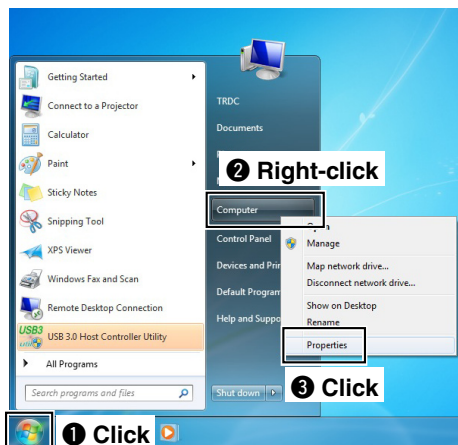 Getting Started
Connect to a Projector
Calculator
Paint
Sticky Notes
Snipping Tool
XPS Viewer
Windows Fax and Scan
Remote Desktop Connection
USB3
USB 3.0 Host Controller Utility
All Programs
Search programs and files
TRDC
Documents
❷ Right-click
Computer
Control Panel
Devices and Prin
Default Program
Help and Suppo
Shut down
Manage
Map network drive...
Disconnect network drive...
Show on Desktop
Rename
Properties
❸ Click
❶ Click